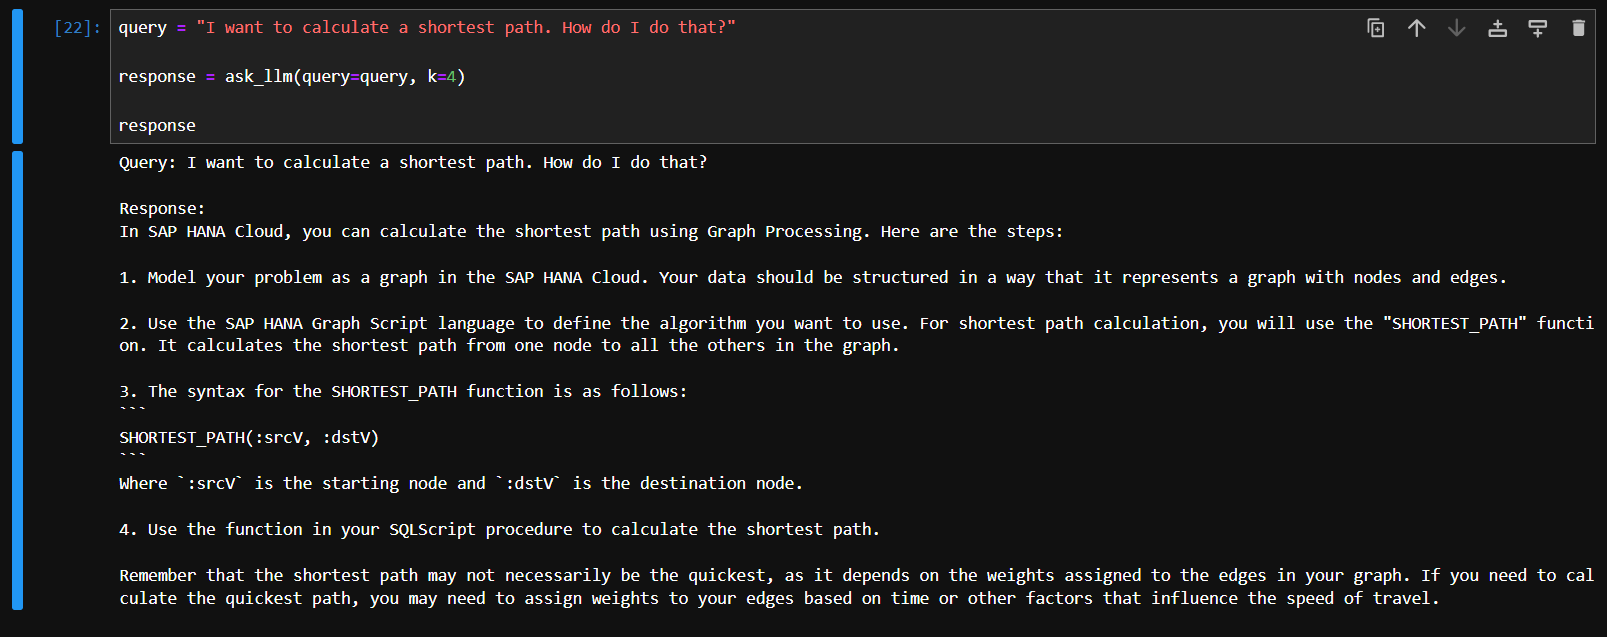 [22]: query = "I want to calculate a shortest path. How do I do that?"
response = ask_llm(query=query, k=4)
response
Query: I want to calculate a shortest path. How do I do that?
Response:
In SAP HANA Cloud, you can calculate the shortest path using Graph Processing. Here are the steps:
1. Model your problem as a graph in the SAP HANA Cloud. Your data should be structured in a way that it represents a graph with nodes and edges.
2. Use the SAP HANA Graph Script language to define the algorithm you want to use. For shortest path calculation, you will use the "SHORTEST_PATH" functi
on. It calculates the shortest path from one node to all the others in the graph.
3. The syntax for the SHORTEST_PATH function is as follows:
```
SHORTEST_PATH(:srcV, :dstV)
```
Where `:srcV` is the starting node and `:dstV` is the destination node.
4. Use the function in your SQLScript procedure to calculate the shortest path.
Remember that the shortest path may not necessarily be the quickest, as it depends on the weights assigned to the edges in your graph. If you need to cal
culate the quickest path, you may need to assign weights to your edges based on time or other factors that influence the speed of travel.